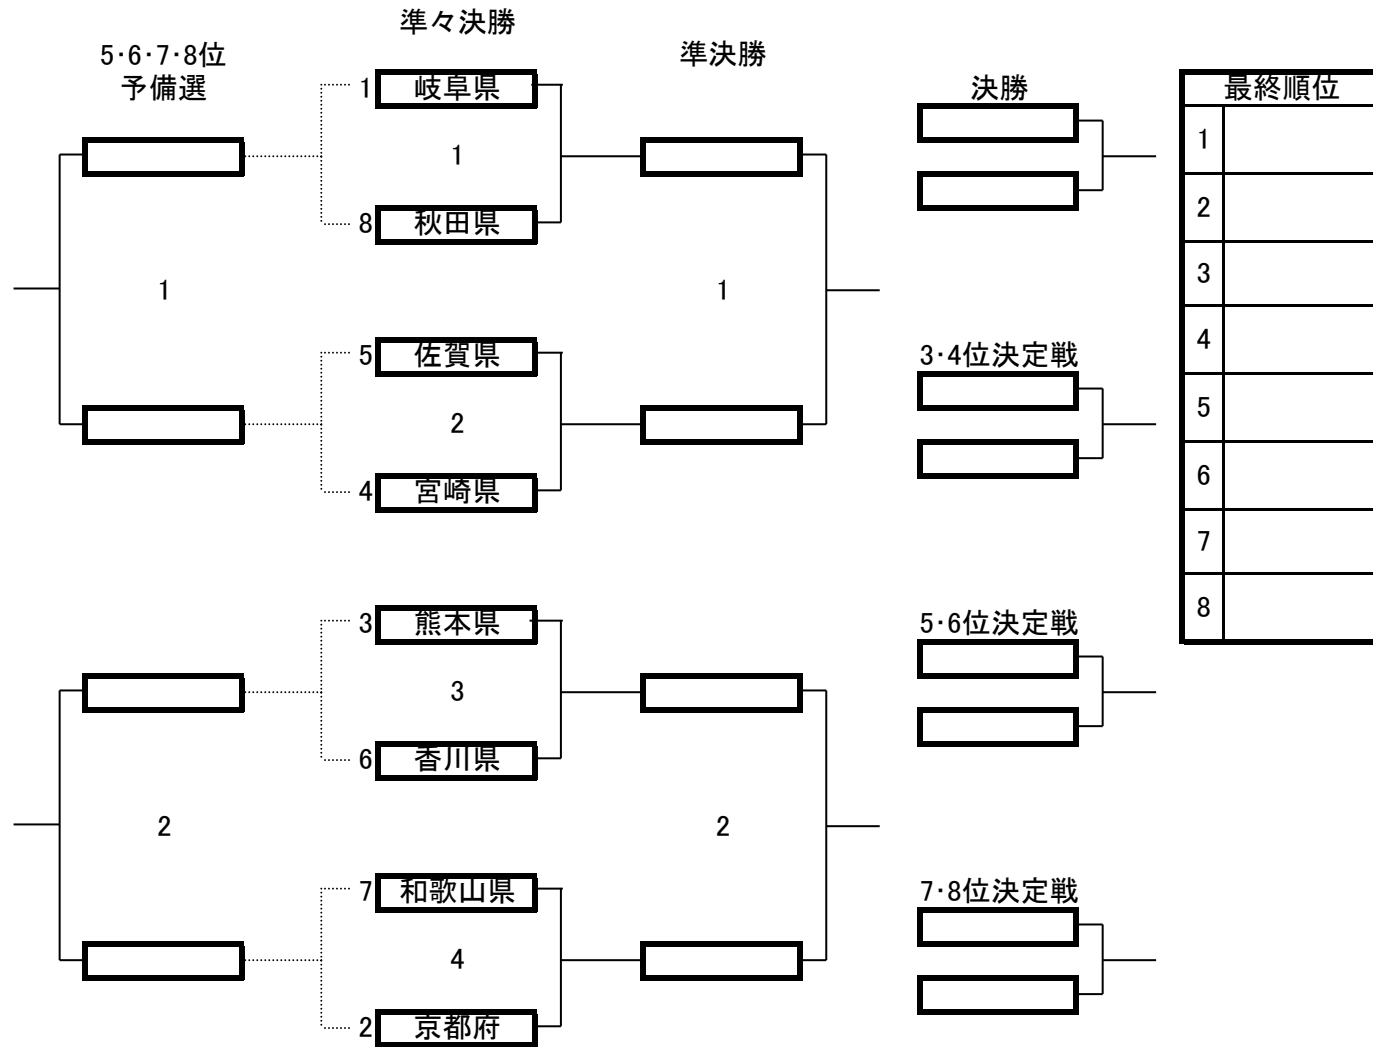 準々決勝
5・6・7・8位
予備選
準決勝
決勝
最終順位
1 岐阜県
1
8 秋田県
1
1
5 佐賀県
2
4 宮崎県
3・4位決定戦
3 熊本県
3
6 香川県
5・6位決定戦
2
2
7 和歌山県
4
2 京都府
7・8位決定戦
1
2
3
4
5
6
7
8